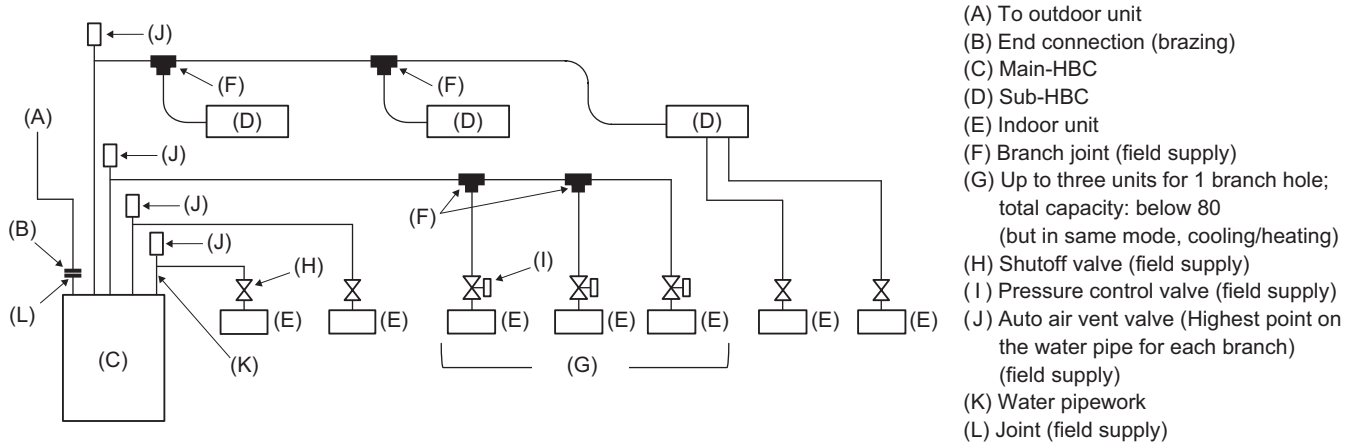 (J)
(F)
(F)
(A)
(D)
(D)
(D)
(J)
(J)
(F)
(J)
(B)
(H)
(I)
(L)
(E)
(E)
(E)
(E)
(E)
(E)
(E)
(C)
(K)
(G)
(A) To outdoor unit
(B) End connection (brazing)
(C) Main-HBC
(D) Sub-HBC
(E) Indoor unit
(F) Branch joint (field supply)
(G) Up to three units for 1 branch hole;
total capacity: below 80
(but in same mode, cooling/heating)
(H) Shutoff valve (field supply)
( I ) Pressure control valve (field supply)
( J ) Auto air vent valve (Highest point on
the water pipe for each branch)
(field supply)
(K) Water pipework
(L) Joint (field supply)